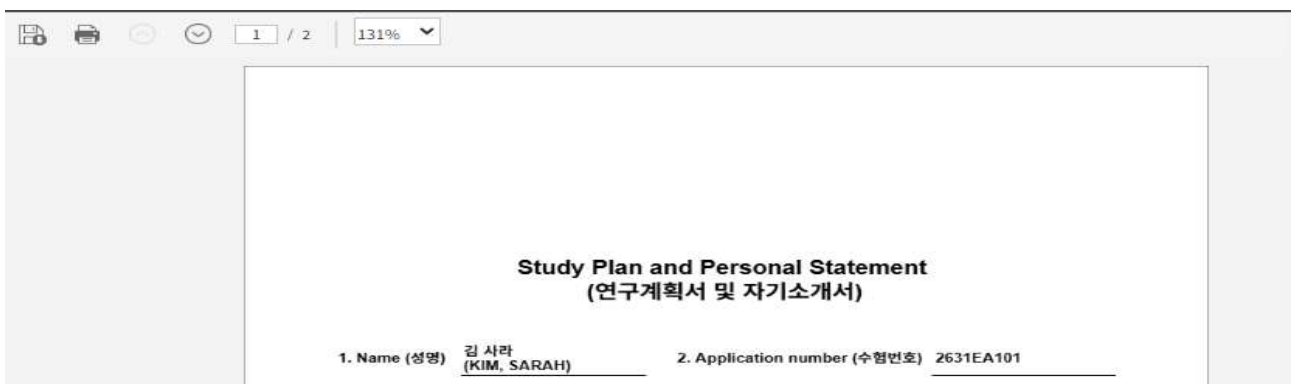 1 / 2 131%
Study Plan and Personal Statement
(연구계획서 및 자기소개서)
1. Name (성명) 김 사라 2. Application number (수험번호) 2631EA101
(KIM, SARAH)